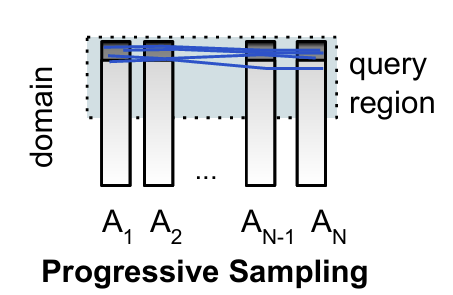 domain
query
region
...
A1 A2 AN-1 AN
Progressive Sampling